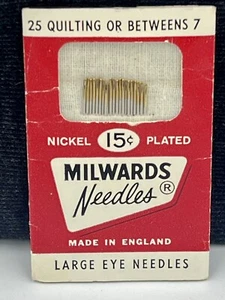 25 QUILTING OR BETWEENS 7
NICKEL 15¢ PLATED
MILWARDS
Needles ®
MADE IN ENGLAND
LARGE EYE NEEDLES